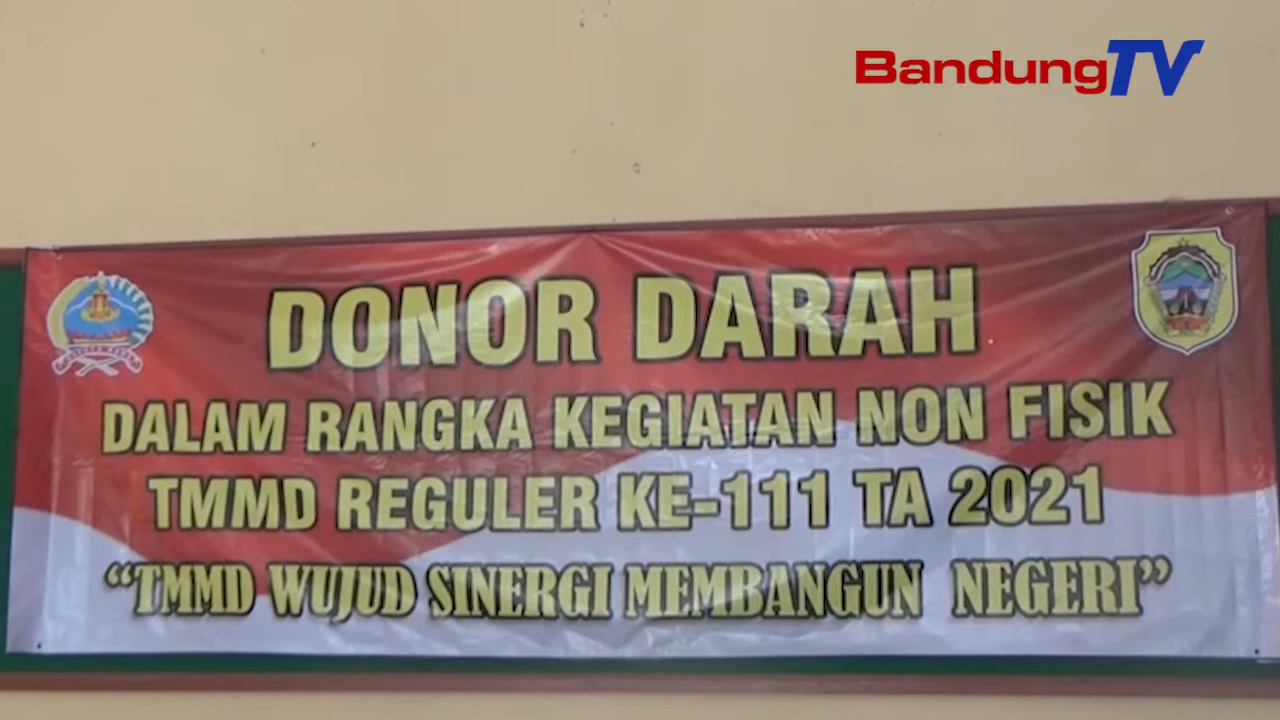 BandungTV
DONOR DARAH
DALAM RANGKA KEGIATAN NON FISIK
TMMD REGULER KE-111 TA 2021
“TMMD WUJUD SINERGI MEMBANGUN NEGERI”